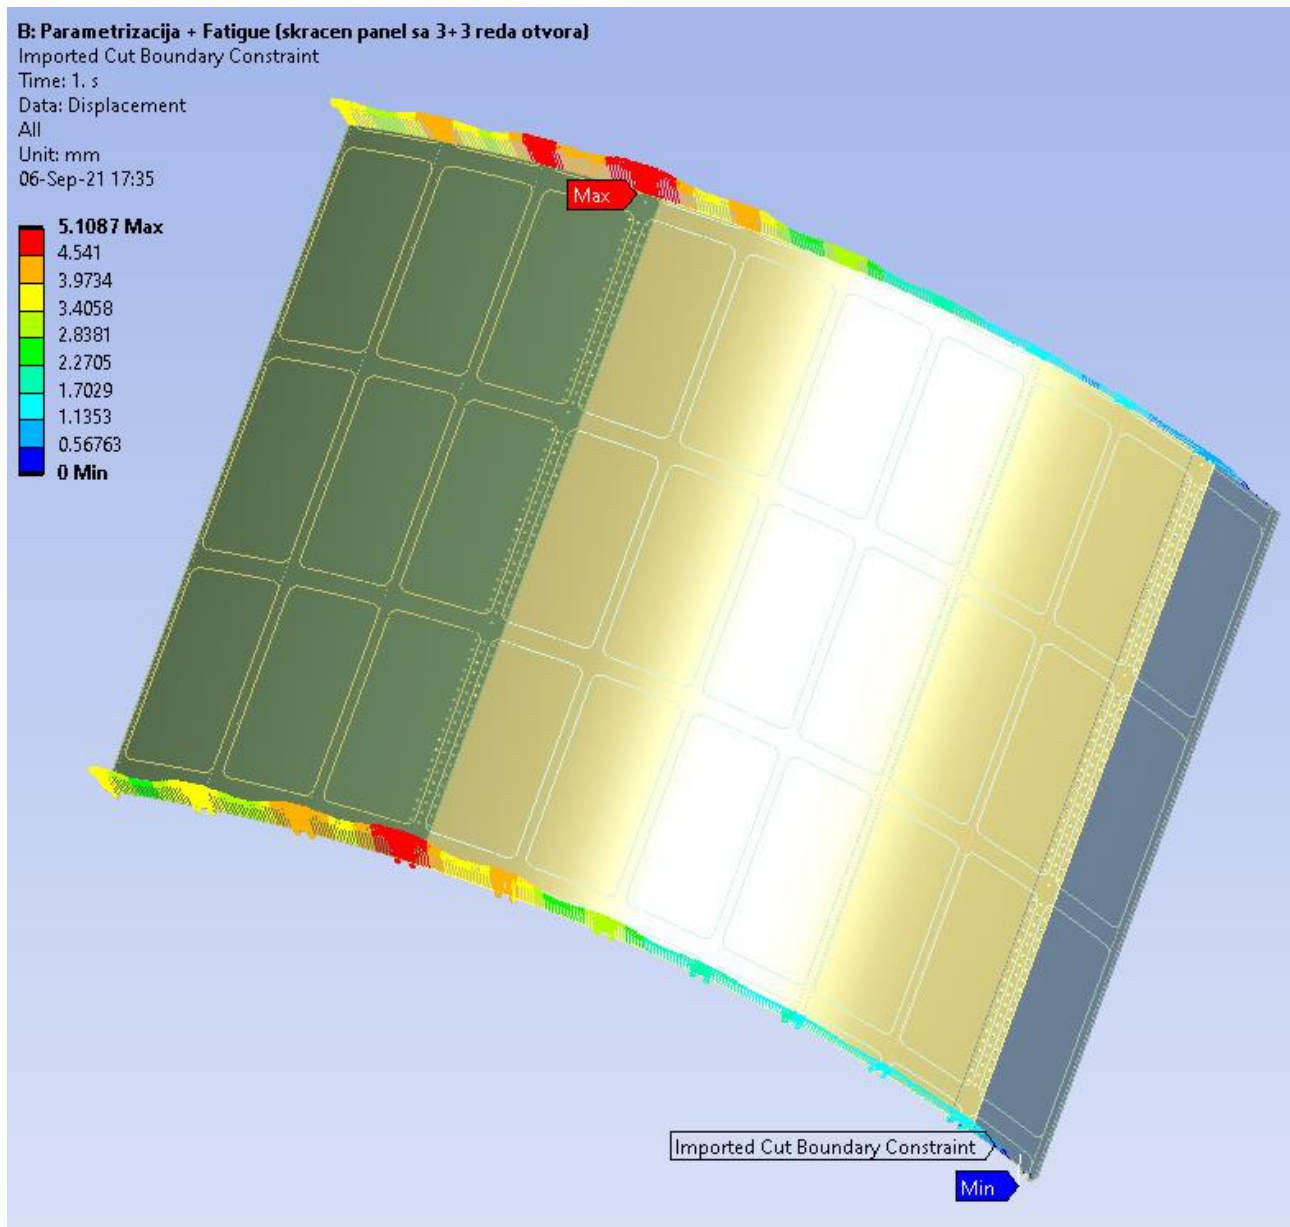 B: Parametrizacija + Fatigue (skracen panel sa 3+3 reda otvora)
Imported Cut Boundary Constraint
Time: 1. s
Data: Displacement
All
Unit: mm
06-Sep-21 17:35
5.1087 Max
4.541
3.9734
3.4058
2.8381
2.2705
1.7029
1.1353
0.56763
0 Min
Max
Imported Cut Boundary Constraint
Min